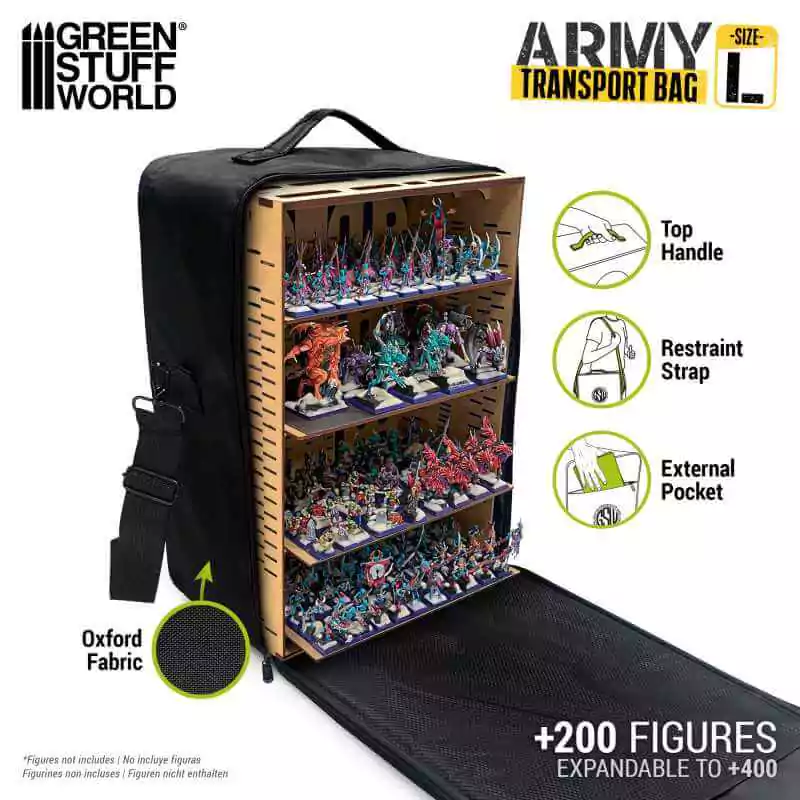 GREEN®
STUFF
WORLD
ARMY
TRANSPORT BAG
-SIZE-
L
Top
Handle
Restraint
Strap
External
Pocket
GSW
Oxford
Fabric
*Figures not includes | No incluye figuras
Figurines non incluses | Figuren nicht enthalten
+200 FIGURES
EXPANDABLE TO +400